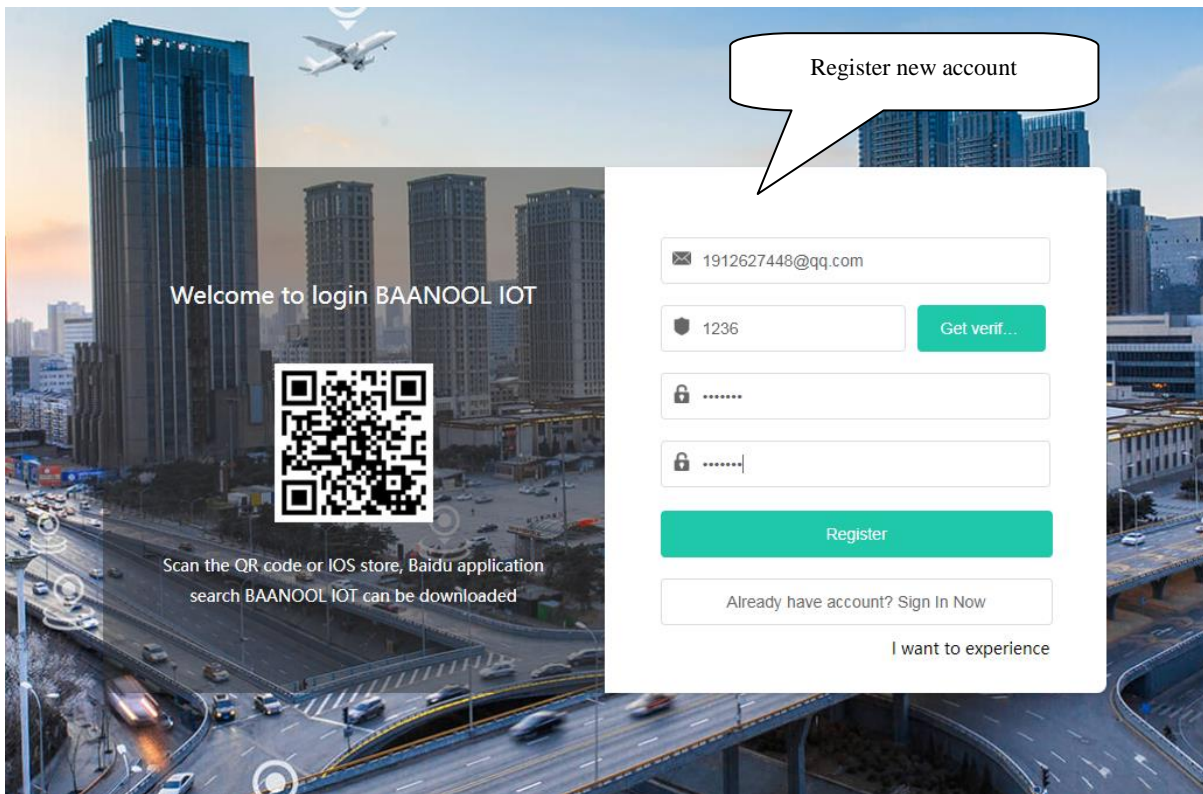 Register new account
Welcome to login BAANOOL IOT
Scan the QR code or IOS store, Baidu application
search BAANOOL IOT can be downloaded
1912627448@qq.com
1236
Get verif...
•••••••
•••••••
Register
Already have account? Sign In Now
I want to experience